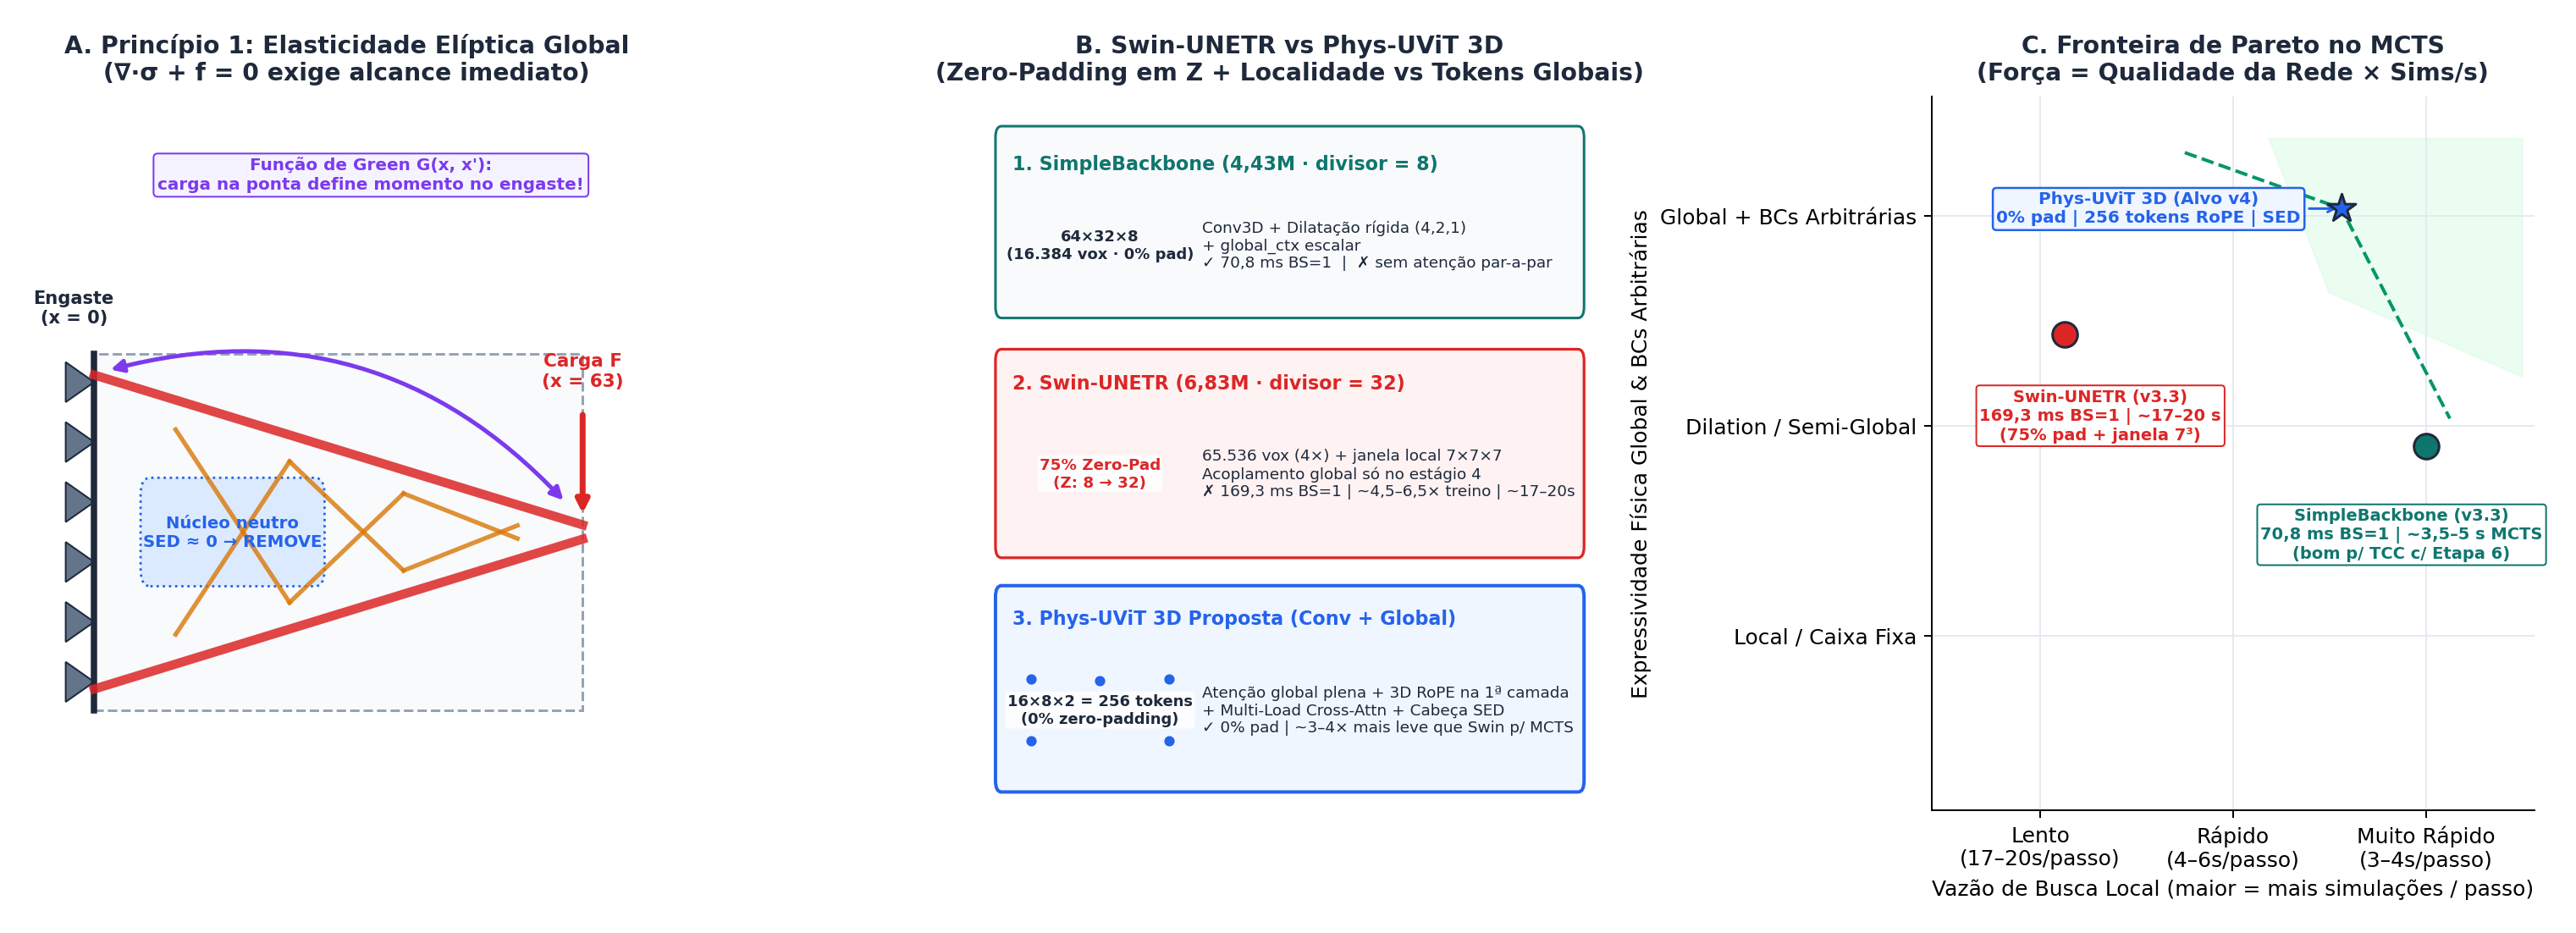 A. Princípio 1: Elasticidade Elíptica Global
(∇·σ + f = 0 exige alcance imediato)
Função de Green G(x, x'):
carga na ponta define momento no engaste!
Engaste
(x = 0)
Carga F
(x = 63)
Núcleo neutro
SED ≈ 0 → REMOVE
B. Swin-UNETR vs Phys-UViT 3D
(Zero-Padding em Z + Localidade vs Tokens Globais)
1. SimpleBackbone (4,43M · divisor = 8)
64×32×8
(16.384 vox · 0% pad)
Conv3D + Dilatação rígida (4,2,1)
+ global_ctx escalar
✓ 70,8 ms BS=1 | ✗ sem atenção par-a-par
2. Swin-UNETR (6,83M · divisor = 32)
75% Zero-Pad
(Z: 8 → 32)
65.536 vox (4×) + janela local 7×7×7
Acoplamento global só no estágio 4
✗ 169,3 ms BS=1 | ~4,5–6,5× treino | ~17–20s
3. Phys-UViT 3D Proposta (Conv + Global)
16×8×2 = 256 tokens
(0% zero-padding)
Atenção global plena + 3D RoPE na 1ª camada
+ Multi-Load Cross-Attn + Cabeça SED
✓ 0% pad | ~3–4× mais leve que Swin p/ MCTS
C. Fronteira de Pareto no MCTS
(Força = Qualidade da Rede × Sims/s)
Expressividade Física Global & BCs Arbitrárias
Global + BCs Arbitrárias
Dilation / Semi-Global
Local / Caixa Fixa
Phys-UViT 3D (Alvo v4)
0% pad | 256 tokens RoPE | SED
Swin-UNETR (v3.3)
169,3 ms BS=1 | ~17–20 s
(75% pad + janela 7³)
SimpleBackbone (v3.3)
70,8 ms BS=1 | ~3,5–5 s MCTS
(bom p/ TCC c/ Etapa 6)
Lento
(17–20s/passo)
Rápido
(4–6s/passo)
Muito Rápido
(3–4s/passo)
Vazão de Busca Local (maior = mais simulações / passo)